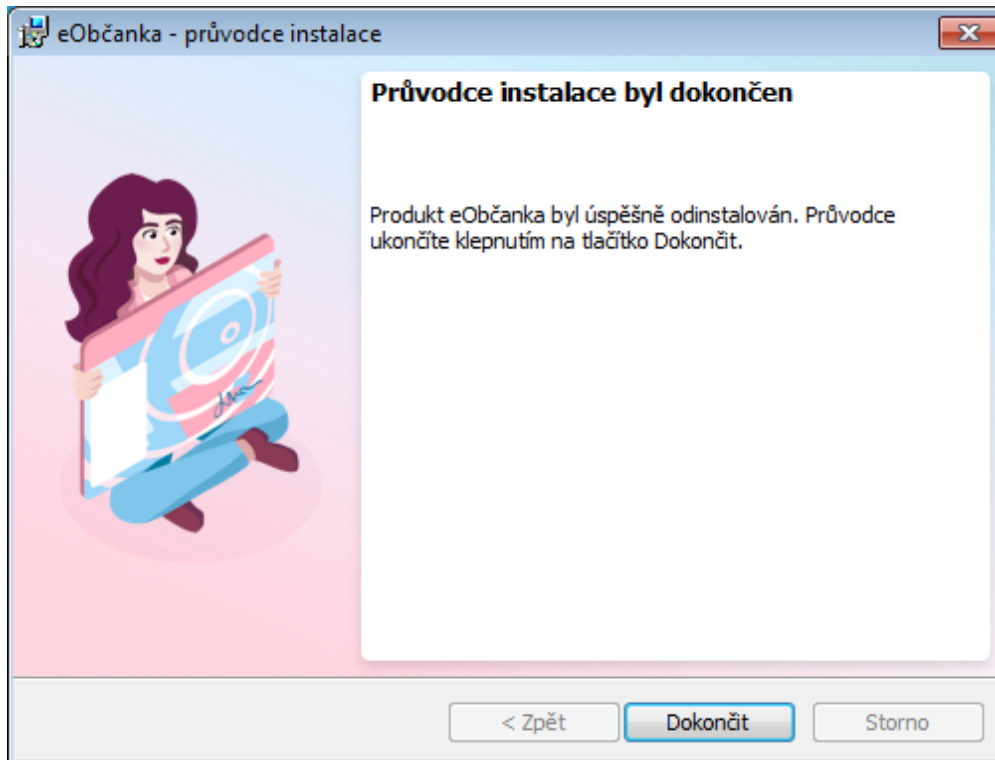 eObčanka - průvodce instalace
Průvodce instalace byl dokončen
Produkt eObčanka byl úspěšně odinstalován. Průvodce
ukončíte klepnutím na tlačítko Dokončit.
< Zpět
Dokončit
Storno